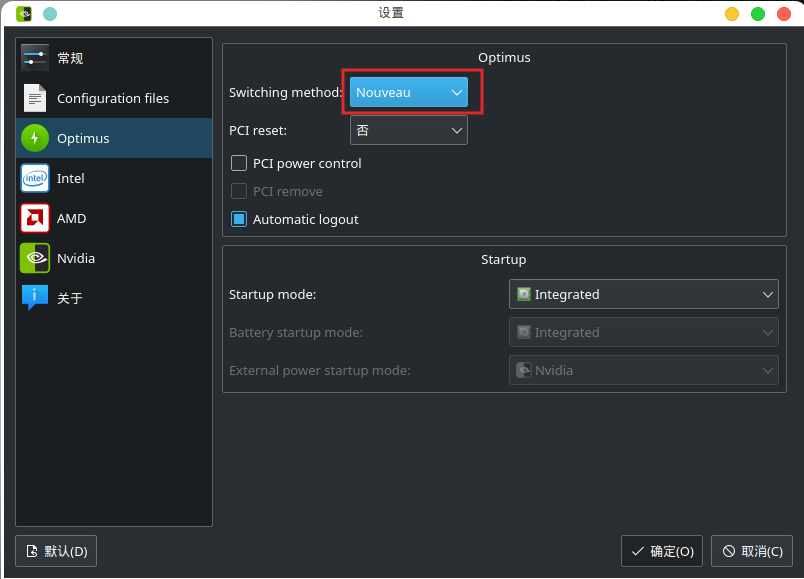 设置
常规
Configuration files
Optimus
intel
Intel
AMD
Nvidia
i
关于
Optimus
Switching method: Nouveau
PCI reset: 否
PCI power control
PCI remove
Automatic logout
Startup
Startup mode: Integrated
Battery startup mode: Integrated
External power startup mode: Nvidia
默认(D)
确定(O)
取消(C)